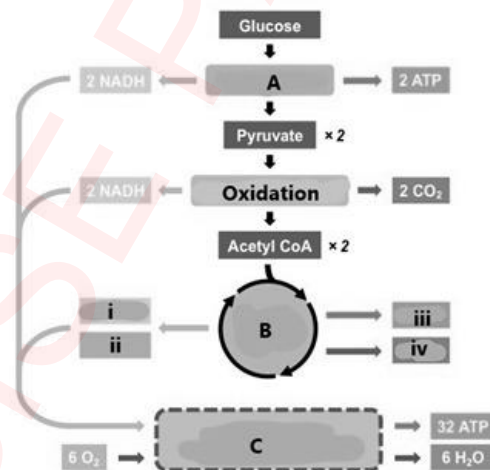 Glucose
2 NADH
A
2 ATP
Pyruvate × 2
2 NADH
Oxidation
2 CO₂
Acetyl CoA × 2
i
ii
B
iii
iv
C
32 ATP
6 O₂
6 H₂O